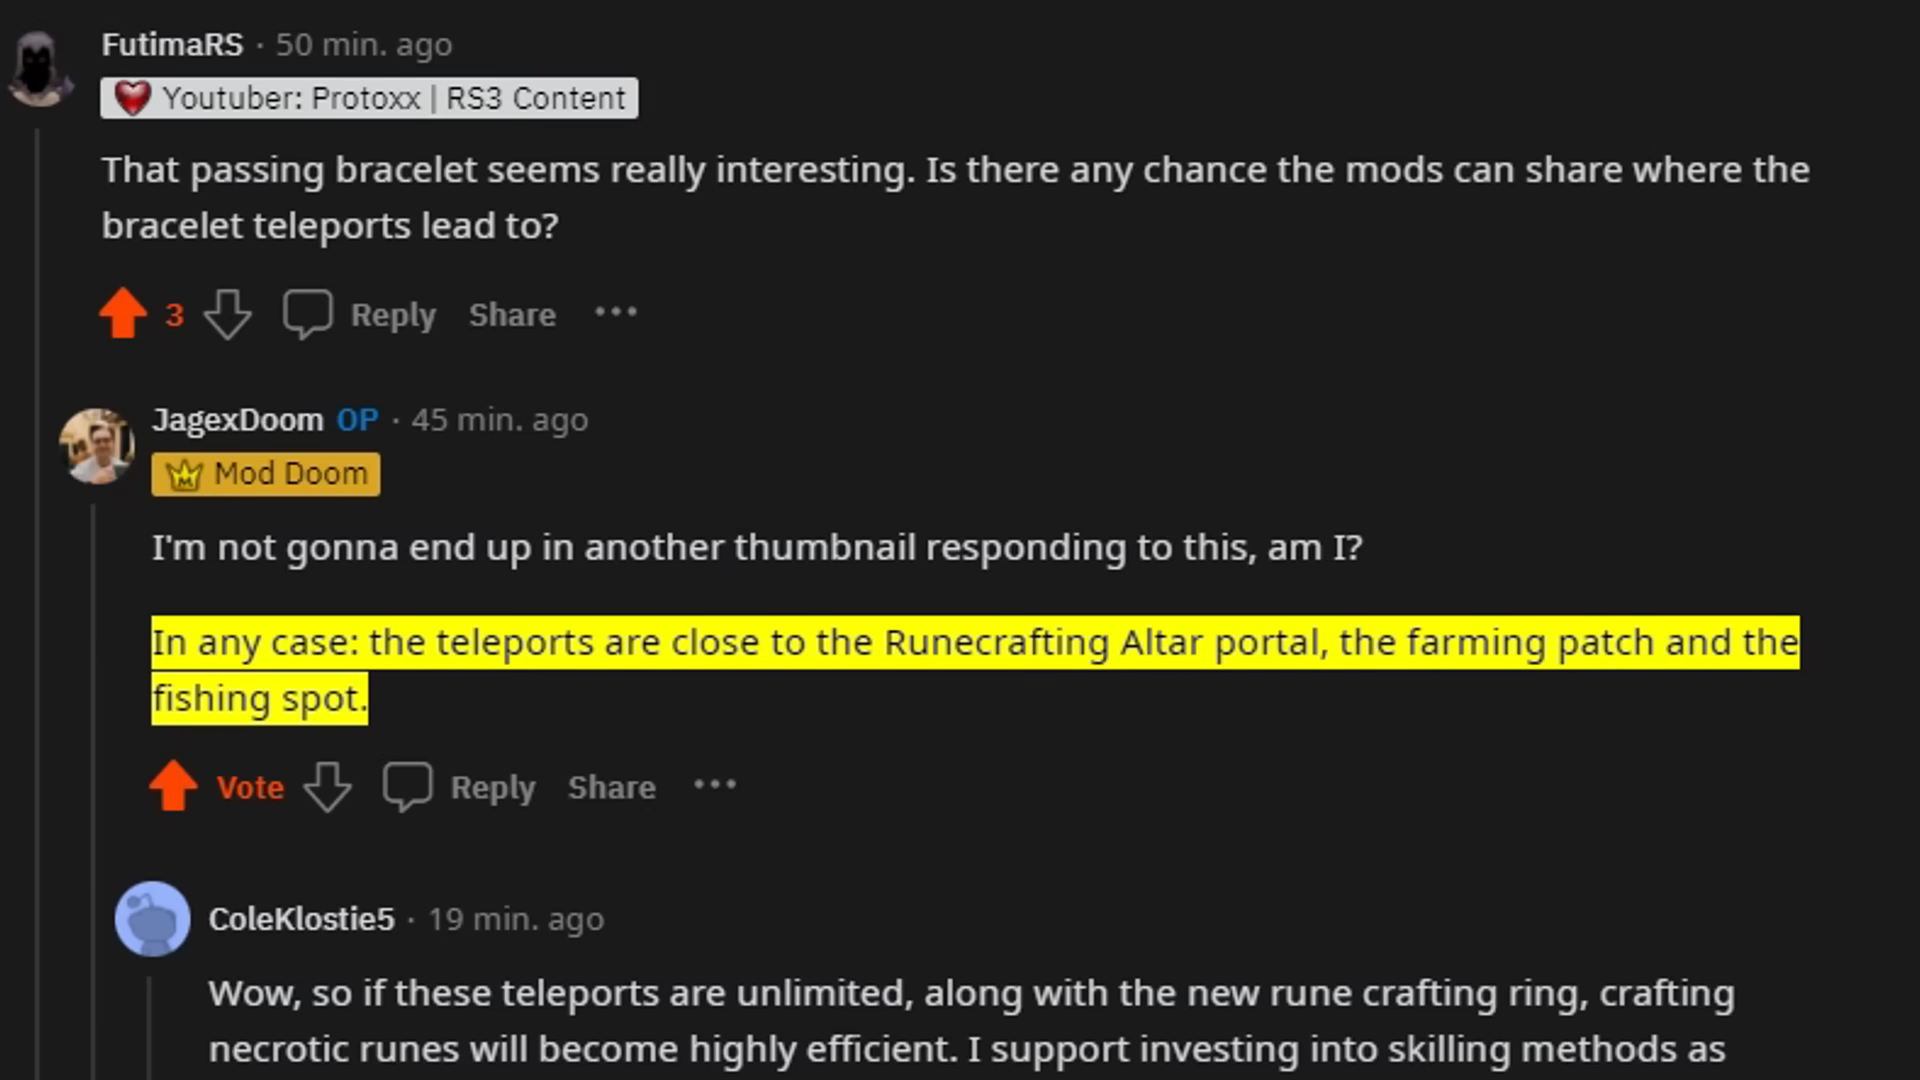 FutimaRS · 50 min. ago
Youtuber: Protoxx | RS3 Content
That passing bracelet seems really interesting. Is there any chance the mods can share where the
bracelet teleports lead to?
3 Reply Share ···
JagexDoom OP · 45 min. ago
Mod Doom
I'm not gonna end up in another thumbnail responding to this, am I?
In any case: the teleports are close to the Runecrafting Altar portal, the farming patch and the
fishing spot.
Vote Reply Share ···
ColeKlostie5 · 19 min. ago
Wow, so if these teleports are unlimited, along with the new rune crafting ring, crafting
necrotic runes will become highly efficient. I support investing into skilling methods as